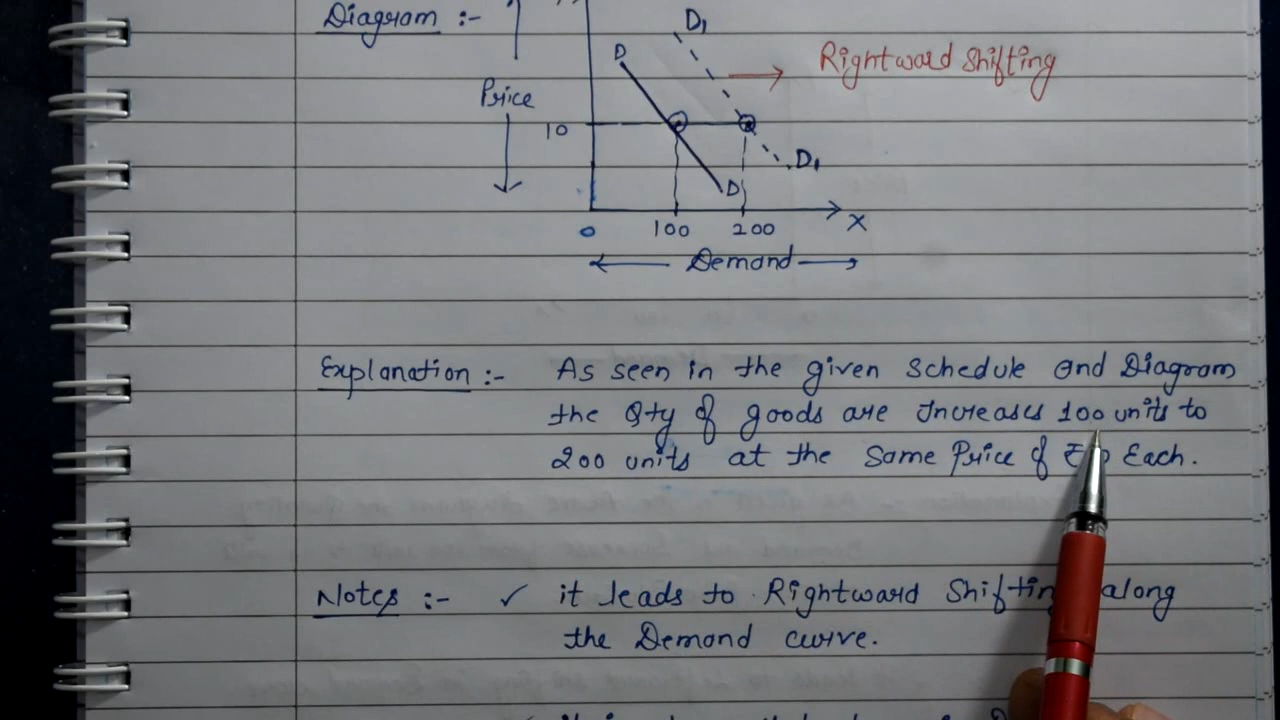 Diagram :-
D₁
D
Rightward Shifting
Price
10
D₁
D
0 100 200 X
Demand
Explanation :- As seen in the given Schedule and Diagram
the Qty of goods are Increases 100 units to
200 units at the Same Price of ₹10 Each.
Notes :- ✓ it leads to Rightward Shifting along
the Demand curve.